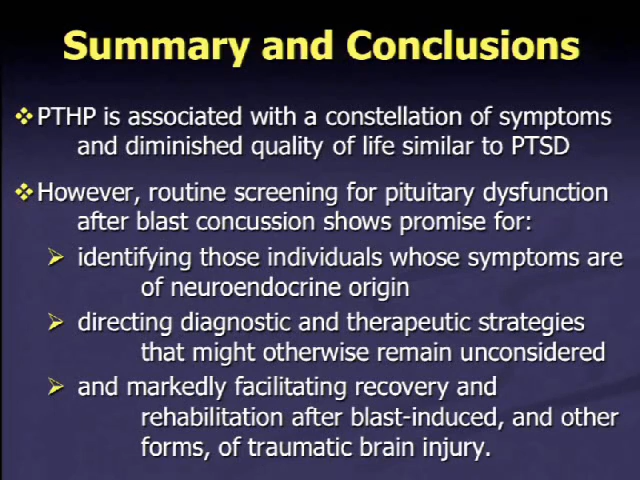 Summary and Conclusions
PTHP is associated with a constellation of symptoms
and diminished quality of life similar to PTSD
However, routine screening for pituitary dysfunction
after blast concussion shows promise for:
identifying those individuals whose symptoms are
of neuroendocrine origin
directing diagnostic and therapeutic strategies
that might otherwise remain unconsidered
and markedly facilitating recovery and
rehabilitation after blast-induced, and other
forms, of traumatic brain injury.